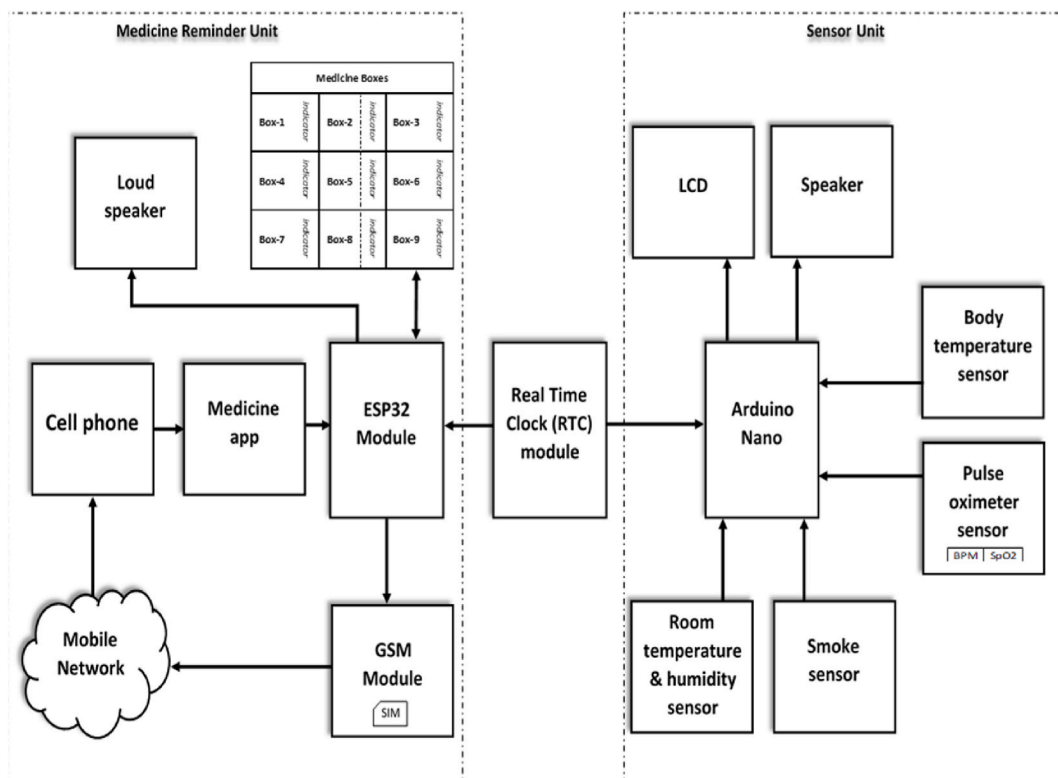 Medicine Reminder Unit
Sensor Unit
Medicine Boxes
Box-1 indicator Box-2 indicator Box-3 indicator
Box-4 indicator Box-5 indicator Box-6 indicator
Box-7 indicator Box-8 indicator Box-9 indicator
Loud
speaker
LCD
Speaker
Body
temperature
sensor
Cell phone
Medicine
app
ESP32
Module
Real Time
Clock (RTC)
module
Arduino
Nano
Pulse
oximeter
sensor
BPM SpO2
Mobile
Network
GSM
Module
SIM
Room
temperature
& humidity
sensor
Smoke
sensor